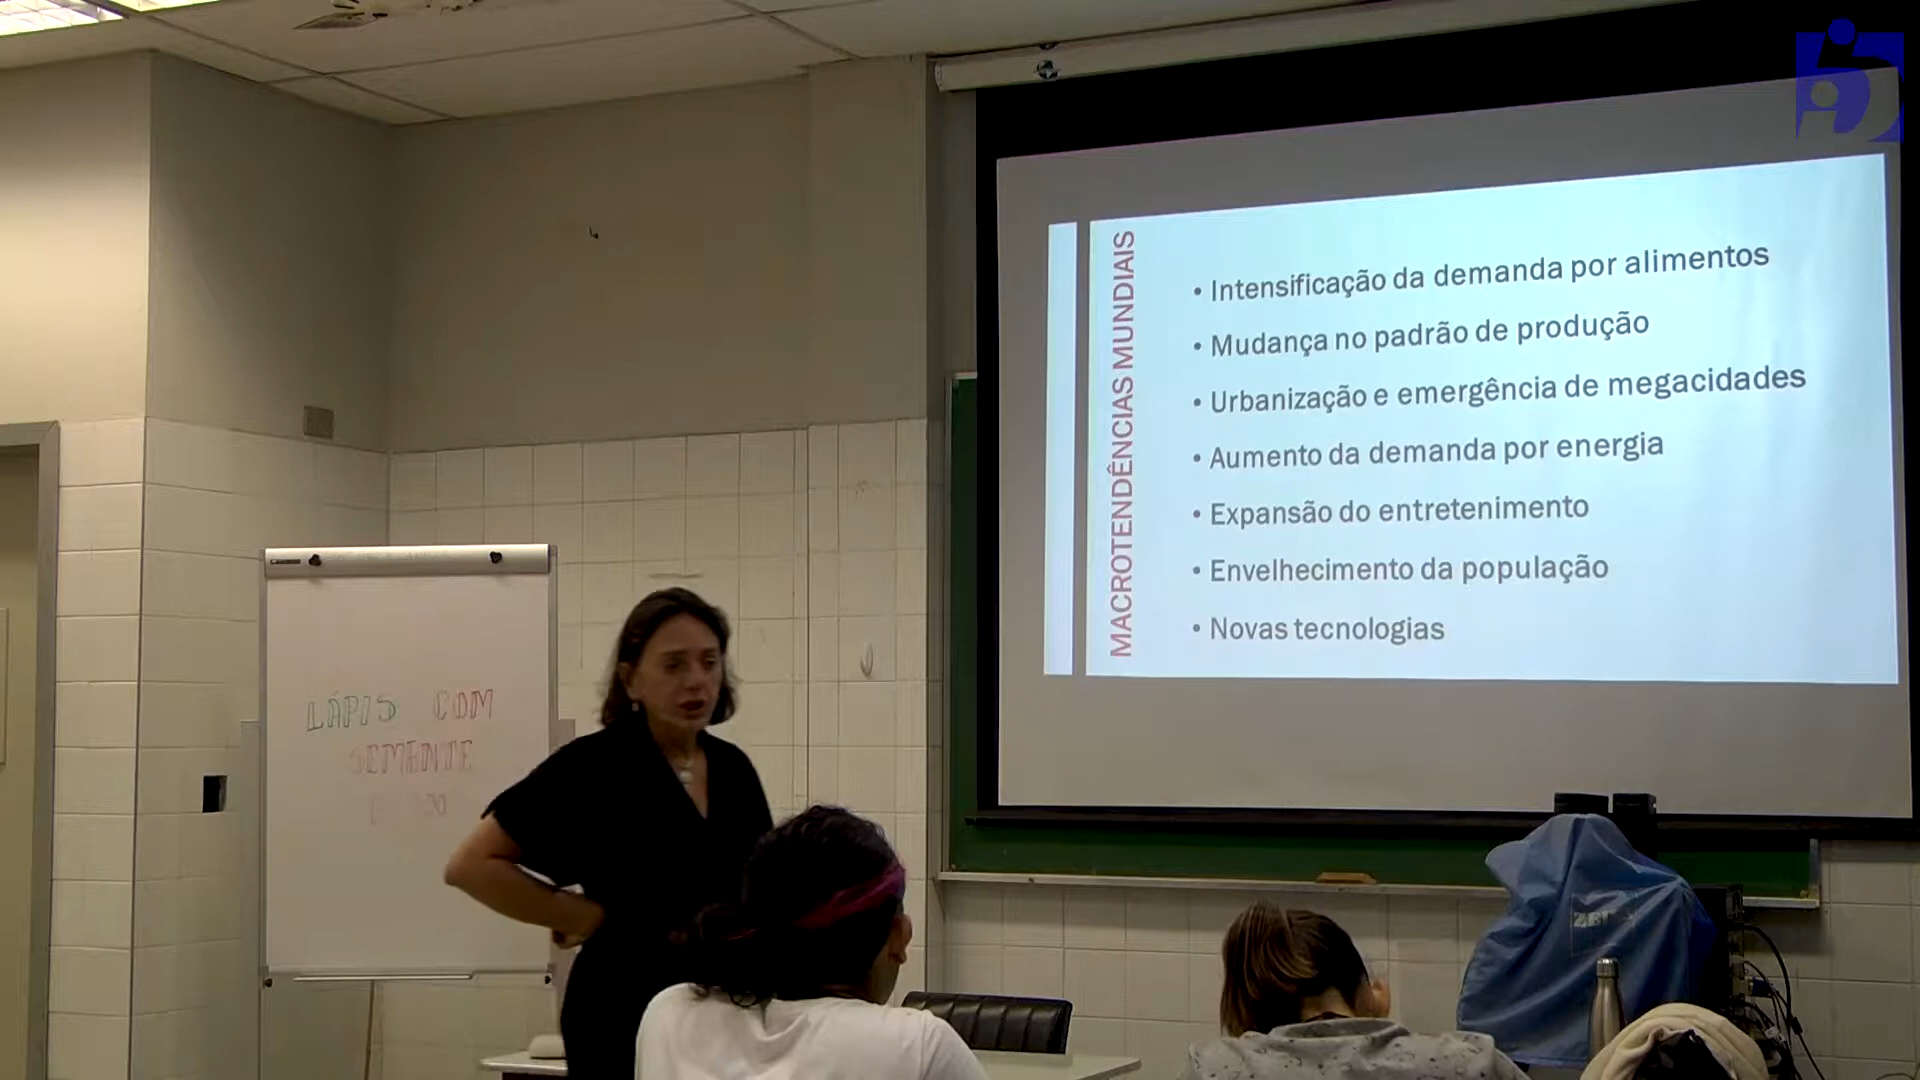 LÁPIS COM
SEMENTE
MACROTENDÊNCIAS MUNDIAIS
• Intensificação da demanda por alimentos
• Mudança no padrão de produção
• Urbanização e emergência de megacidades
• Aumento da demanda por energia
• Expansão do entretenimento
• Envelhecimento da população
• Novas tecnologias